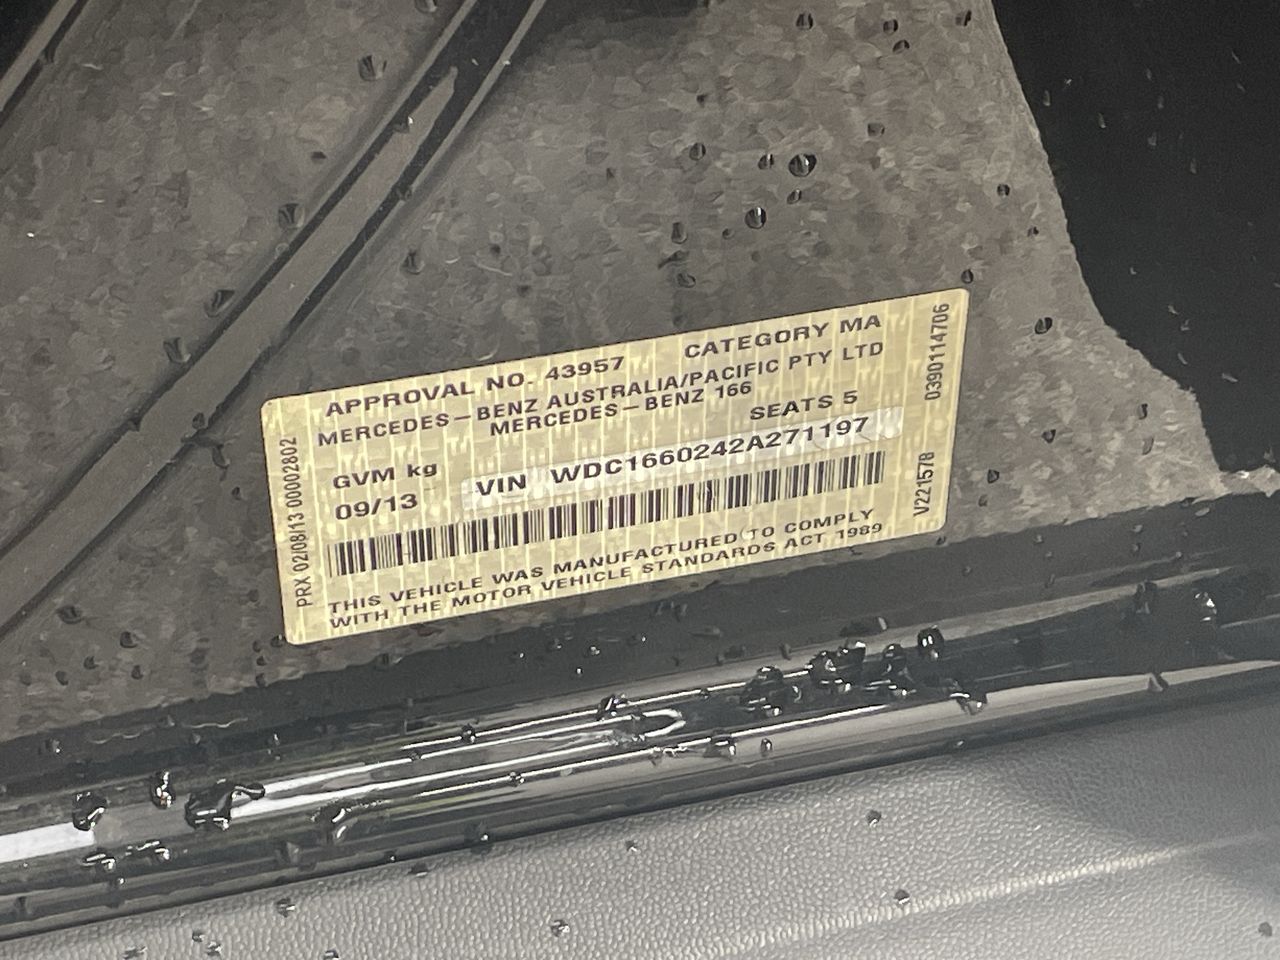 APPROVAL NO. 43957 CATEGORY MA
MERCEDES-BENZ AUSTRALIA/PACIFIC PTY LTD
MERCEDES-BENZ 166
GVM kg SEATS 5
09/13 VIN WDC1660242A271197
THIS VEHICLE WAS MANUFACTURED TO COMPLY
WITH THE MOTOR VEHICLE STANDARDS ACT 1989
PRX 02/08/13 00002802
V221578 0390114706